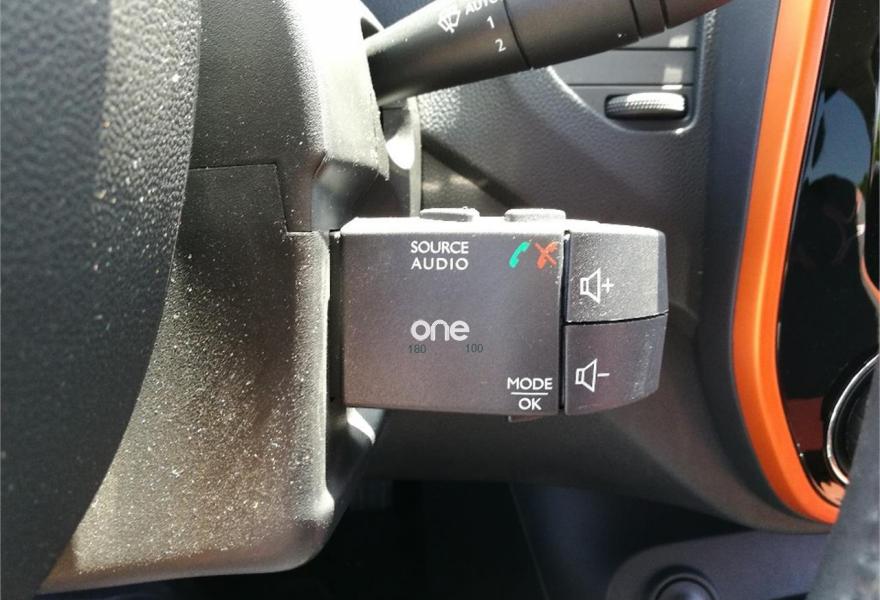 AUTO
1
2
SOURCE
AUDIO
one
180 100
+
MODE
OK
-